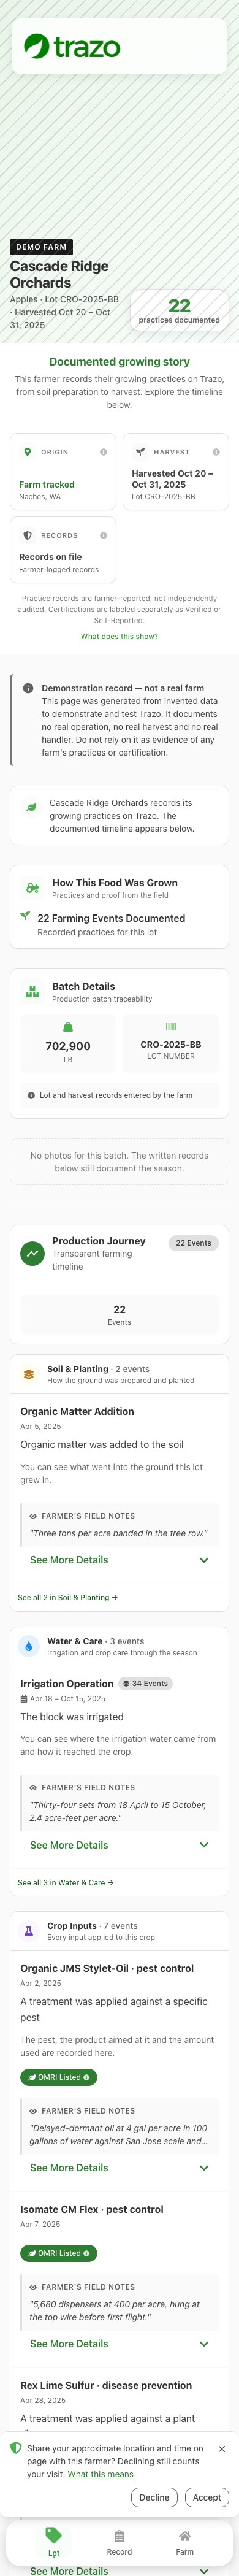 trazo
DEMO FARM
Cascade Ridge
Orchards
Apples · Lot CRO-2025-BB
· Harvested Oct 20 – Oct
31, 2025
22
practices documented
Documented growing story
This farmer records their growing practices on Trazo,
from soil preparation to harvest. Explore the timeline
below.
ORIGIN
Farm tracked
Naches, WA
HARVEST
Harvested Oct 20 –
Oct 31, 2025
Lot CRO-2025-BB
RECORDS
Records on file
Farmer-logged records
Practice records are farmer-reported, not independently
audited. Certifications are labeled separately as Verified or
Self-Reported.
What does this show?
Demonstration record — not a real farm
This page was generated from invented data
to demonstrate and test Trazo. It documents
no real operation, no real harvest and no real
handler. Do not rely on it as evidence of any
farm's practices or certification.
Cascade Ridge Orchards records its
growing practices on Trazo. The
documented timeline appears below.
How This Food Was Grown
Practices and proof from the field
22 Farming Events Documented
Recorded practices for this lot
Batch Details
Production batch traceability
702,900
LB
CRO-2025-BB
LOT NUMBER
Lot and harvest records entered by the farm
No photos for this batch. The written records
below still document the season.
Production Journey
Transparent farming
timeline
22 Events
22
Events
Soil & Planting · 2 events
How the ground was prepared and planted
Organic Matter Addition
Apr 5, 2025
Organic matter was added to the soil
You can see what went into the ground this lot
grew in.
FARMER'S FIELD NOTES
"Three tons per acre banded in the tree row."
See More Details
See all 2 in Soil & Planting →
Water & Care · 3 events
Irrigation and crop care through the season
Irrigation Operation
34 Events
Apr 18 – Oct 15, 2025
The block was irrigated
You can see where the irrigation water came from
and how it reached the crop.
FARMER'S FIELD NOTES
"Thirty-four sets from 18 April to 15 October,
2.4 acre-feet per acre."
See More Details
See all 3 in Water & Care →
Crop Inputs · 7 events
Every input applied to this crop
Organic JMS Stylet-Oil · pest control
Apr 2, 2025
A treatment was applied against a specific
pest
The pest, the product aimed at it and the amount
used are recorded here.
OMRI Listed
FARMER'S FIELD NOTES
"Delayed-dormant oil at 4 gal per acre in 100
gallons of water against San Jose scale and…
See More Details
Isomate CM Flex · pest control
Apr 7, 2025
OMRI Listed
FARMER'S FIELD NOTES
"5,680 dispensers at 400 per acre, hung at
the top wire before first flight."
See More Details
Rex Lime Sulfur · disease prevention
Apr 28, 2025
A treatment was applied against a plant
Share your approximate location and time on
page with this farmer? Declining still counts
your visit. What this means
Decline
Accept
Lot
Record
Farm
See More Details